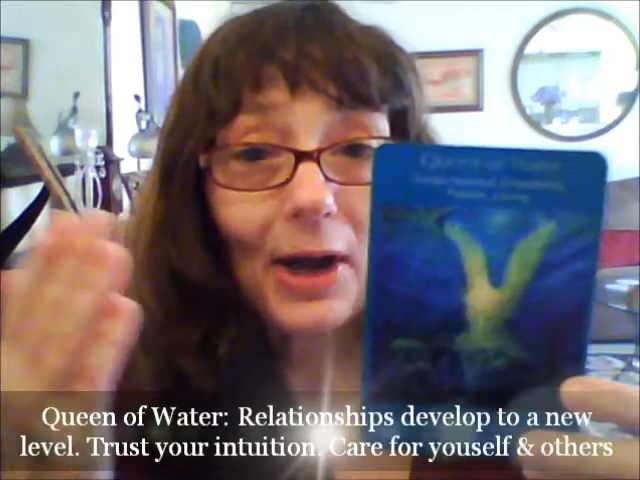 Queen of Water
Queen of Water: Relationships develop to a new
level. Trust your intuition. Care for youself & others